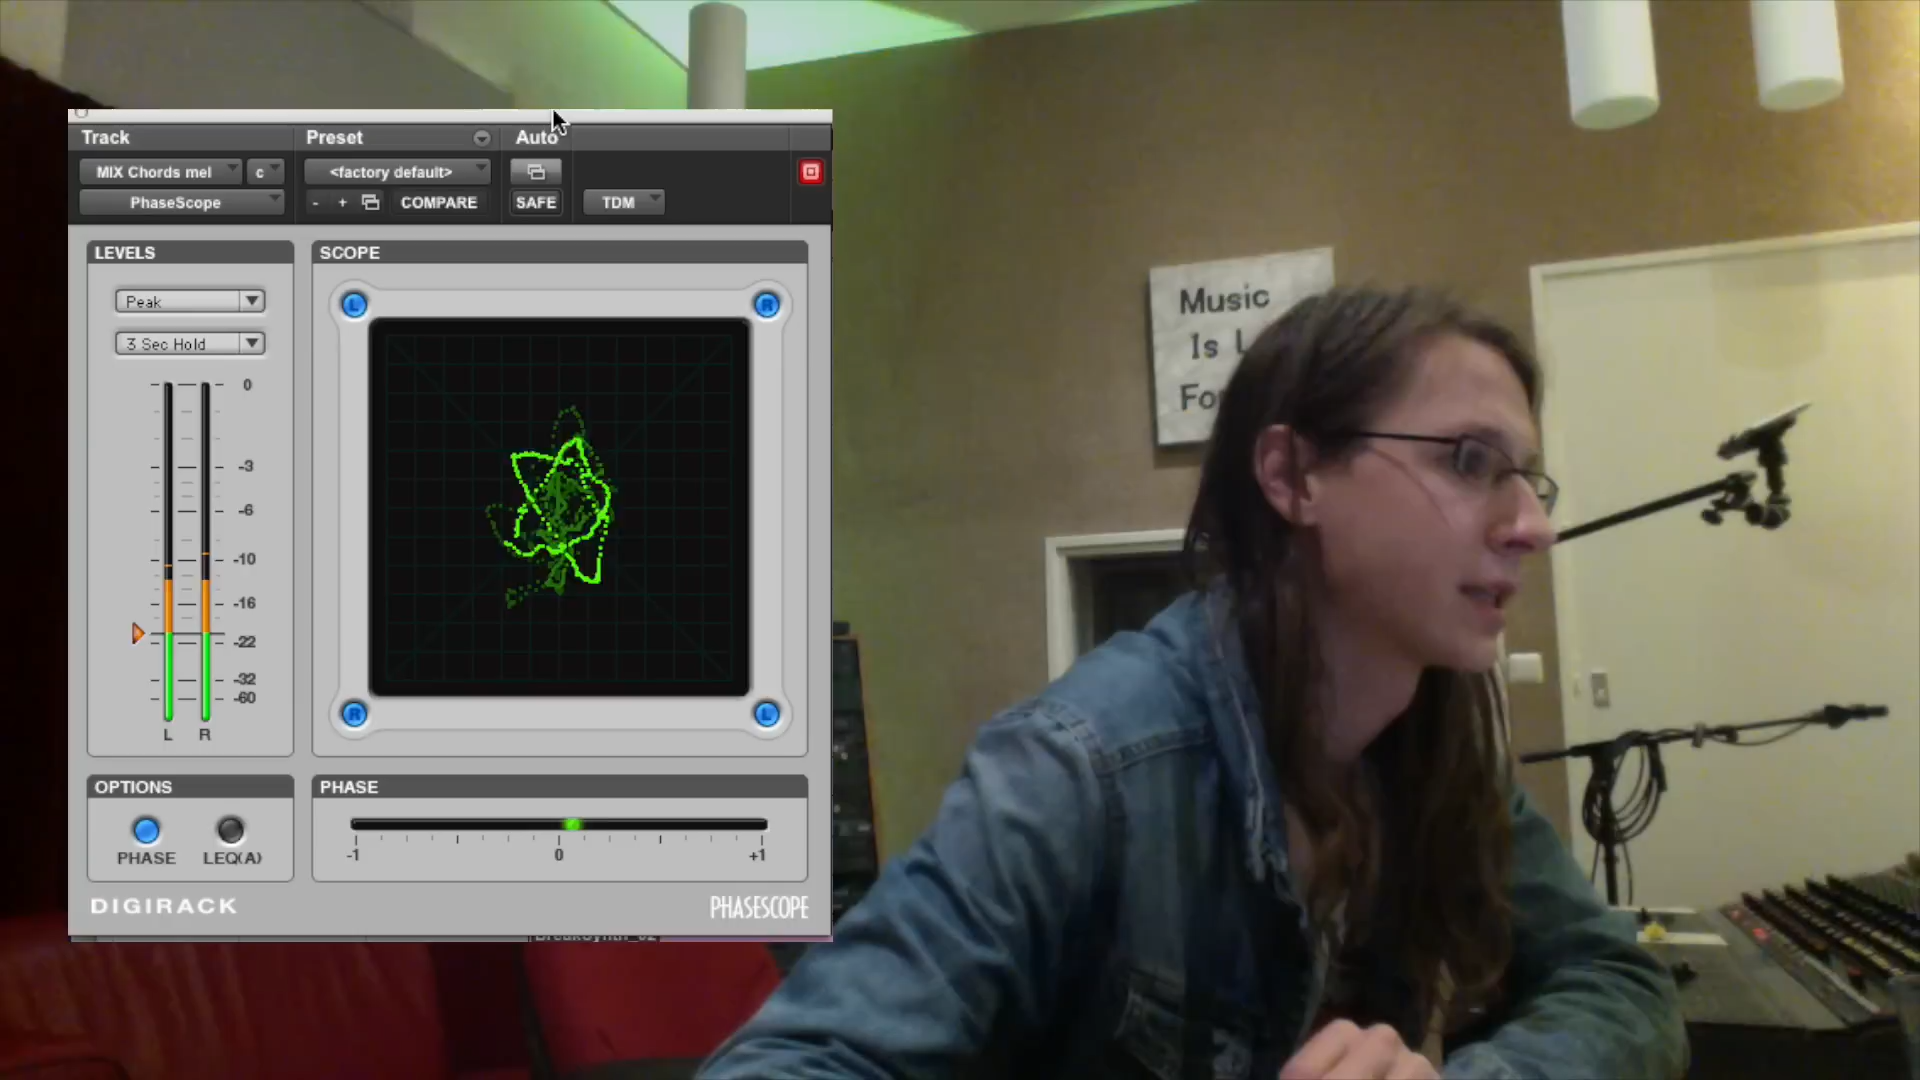 Track
Preset
Auto
MIX Chords mel
c
<factory default>
PhaseScope
- +
COMPARE
SAFE
TDM
LEVELS
Peak
3 Sec Hold
0
-3
-6
-10
-16
-22
-32
-60
L R
SCOPE
L
R
R
L
OPTIONS
PHASE
LEQ(A)
PHASE
-1
0
+1
DIGIRACK
PHASESCOPE
BreakSynth_02
Music
Is